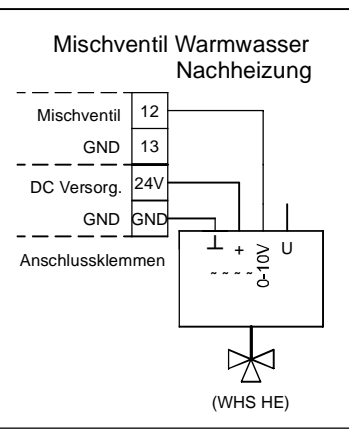 Mischventil Warmwasser
Nachheizung
Mischventil 12
GND 13
DC Versorg. 24V
GND GND
Anschlussklemmen
⊥ + 0-10V U
~ ~ ~ ~
(WHS HE)